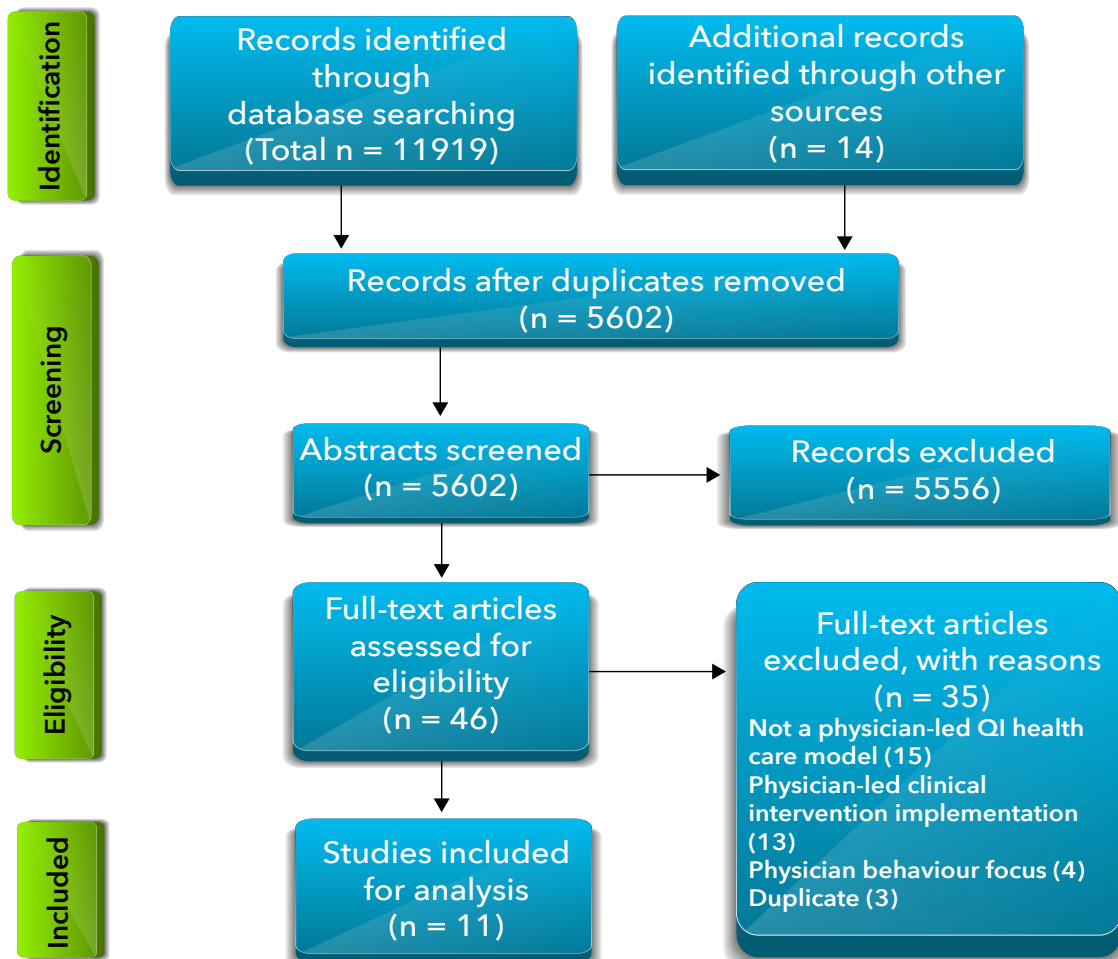 Identification
Records identified
through
database searching
(Total n = 11919)
Additional records
identified through other
sources
(n = 14)
Screening
Records after duplicates removed
(n = 5602)
Abstracts screened
(n = 5602)
Records excluded
(n = 5556)
Eligibility
Full-text articles
assessed for
eligibility
(n = 46)
Full-text articles
excluded, with reasons
(n = 35)
Not a physician-led QI health
care model (15)
Physician-led clinical
intervention implementation
(13)
Physician behaviour focus (4)
Duplicate (3)
Included
Studies included
for analysis
(n = 11)